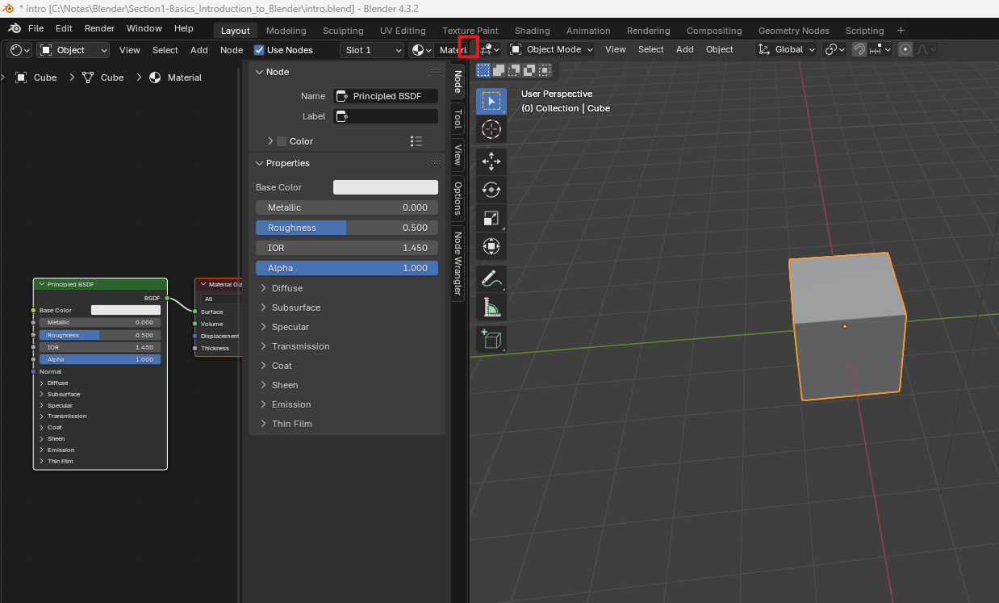 * intro [C:\Notes\Blender\Section1-Basics_Introduction_to_Blender\intro.blend] - Blender 4.3.2
File Edit Render Window Help Layout Modeling Sculpting UV Editing Texture Paint Shading Animation Rendering Compositing Geometry Nodes Scripting +
Object View Select Add Node Use Nodes Slot 1 Materi
Object Mode View Select Add Object Global
Cube Cube Material
Node
Name Principled BSDF
Label
Color
Properties
Base Color
Metallic 0.000
Roughness 0.500
IOR 1.450
Alpha 1.000
Diffuse
Subsurface
Specular
Transmission
Coat
Sheen
Emission
Thin Film
Node
Tool
View
Options
Node Wrangler
Principled BSDF
BSDF
Base Color
Metallic 0.000
Roughness 0.500
IOR 1.450
Alpha 1.000
Normal
Diffuse
Subsurface
Specular
Transmission
Coat
Sheen
Emission
Thin Film
Material Out
All
Surface
Volume
Displacement
Thickness
User Perspective
(0) Collection | Cube